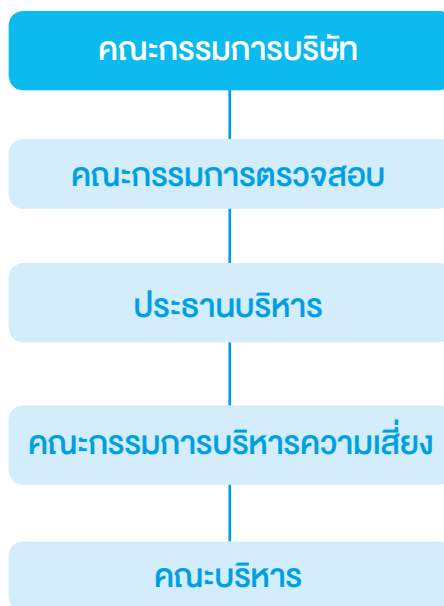 คณะกรรมการบริษัท
คณะกรรมการตรวจสอบ
ประธานบริหาร
คณะกรรมการบริหารความเสี่ยง
คณะบริหาร